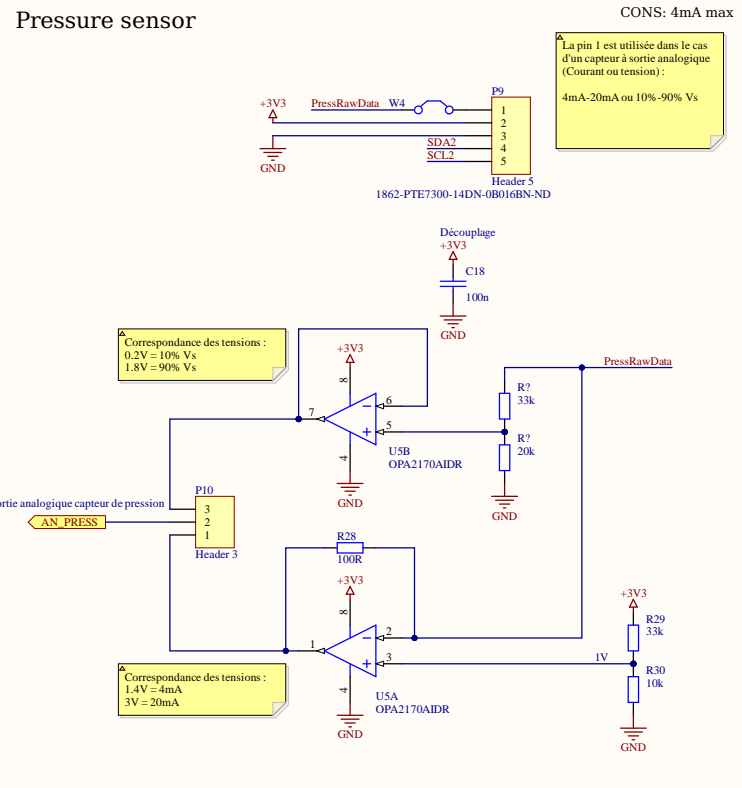 Pressure sensor
CONS: 4mA max
La pin 1 est utilisée dans le cas
d'un capteur à sortie analogique
(Courant ou tension) :
4mA-20mA ou 10%-90% Vs
P9
+3V3
PressRawData
W4
1
2
3
4
5
SDA2
SCL2
GND
Header 5
1862-PTE7300-14DN-0B016BN-ND
Découplage
+3V3
C18
100n
GND
Correspondance des tensions :
0.2V = 10% Vs
1.8V = 90% Vs
+3V3
8
7
6
5
4
U5B
OPA2170AIDR
GND
PressRawData
R?
33k
R?
20k
GND
P10
ortie analogique capteur de pression
AN_PRESS
3
2
1
Header 3
R28
100R
+3V3
8
1
2
3
4
U5A
OPA2170AIDR
GND
1V
+3V3
R29
33k
R30
10k
GND
Correspondance des tensions :
1.4V = 4mA
3V = 20mA